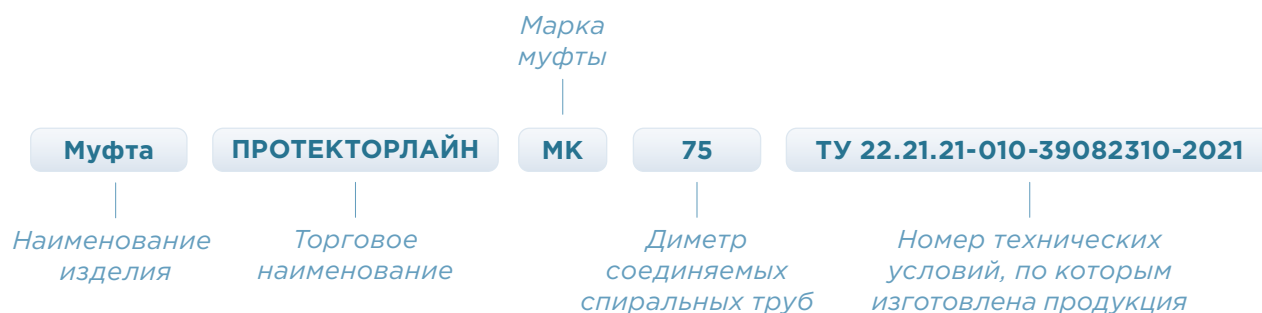 Марка
муфты
Муфта ПРОТЕКТОРЛАЙН МК 75 ТУ 22.21.21-010-39082310-2021
Наименование
изделия
Торговое
наименование
Диметр
соединяемых
спиральных труб
Номер технических
условий, по которым
изготовлена продукция